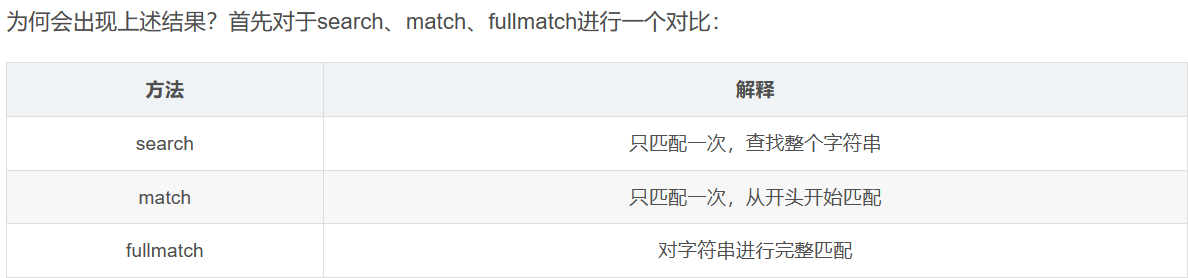 为何会出现上述结果？首先对于search、match、fullmatch进行一个对比：
方法 解释
search 只匹配一次，查找整个字符串
match 只匹配一次，从开头开始匹配
fullmatch 对字符串进行完整匹配